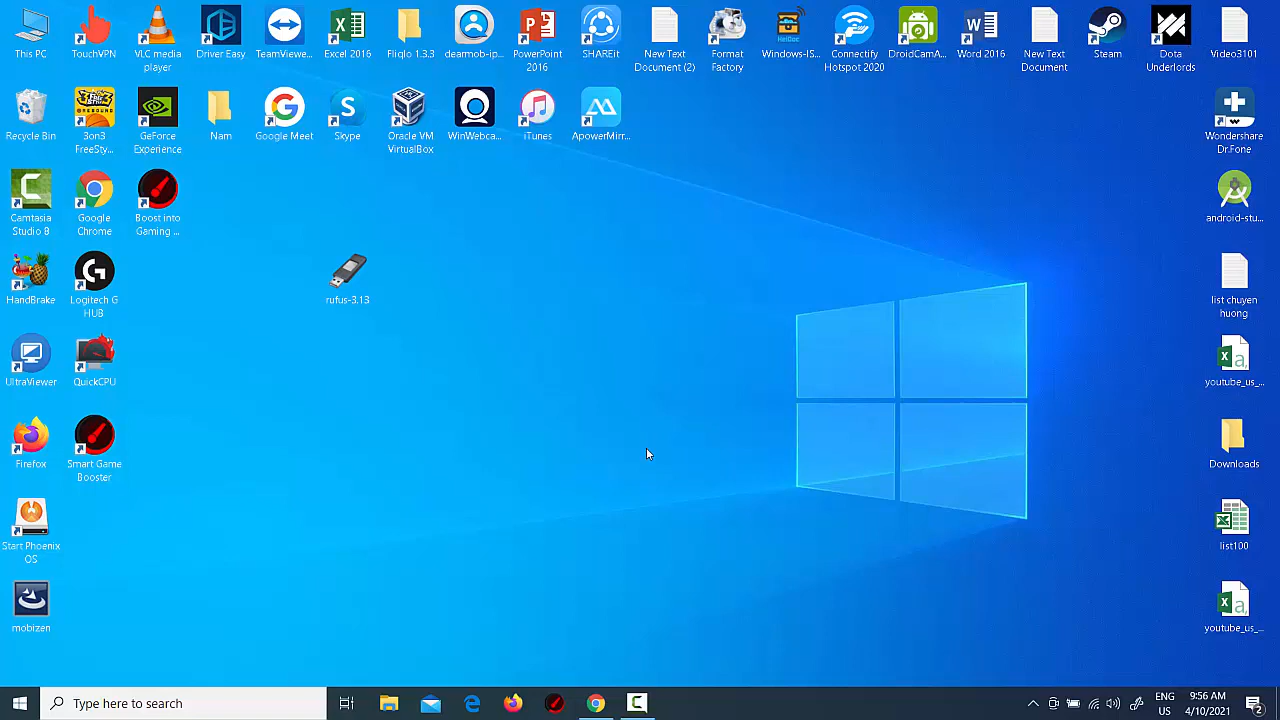 This PC
TouchVPN
VLC media
player
Driver Easy
TeamViewe...
Excel 2016
Fliqlo 1.3.3
dearmob-ip...
PowerPoint
2016
SHAREit
New Text
Document (2)
Format
Factory
Windows-IS...
Connectify
Hotspot 2020
DroidCamA...
Word 2016
New Text
Document
Steam
Dota
Underlords
Video3101
Recycle Bin
3on3
FreeSty...
GeForce
Experience
Nam
Google Meet
Skype
Oracle VM
VirtualBox
WinWebca...
iTunes
ApowerMirr...
Wondershare
Dr.Fone
Camtasia
Studio 8
Google
Chrome
Boost into
Gaming ...
android-stu...
HandBrake
Logitech G
HUB
rufus-3.13
list chuyen
huong
UltraViewer
QuickCPU
youtube_us_...
Firefox
Smart Game
Booster
Downloads
Start Phoenix
OS
list100
mobizen
youtube_us_...
Type here to search
ENG
US
9:56 AM
4/10/2021
2